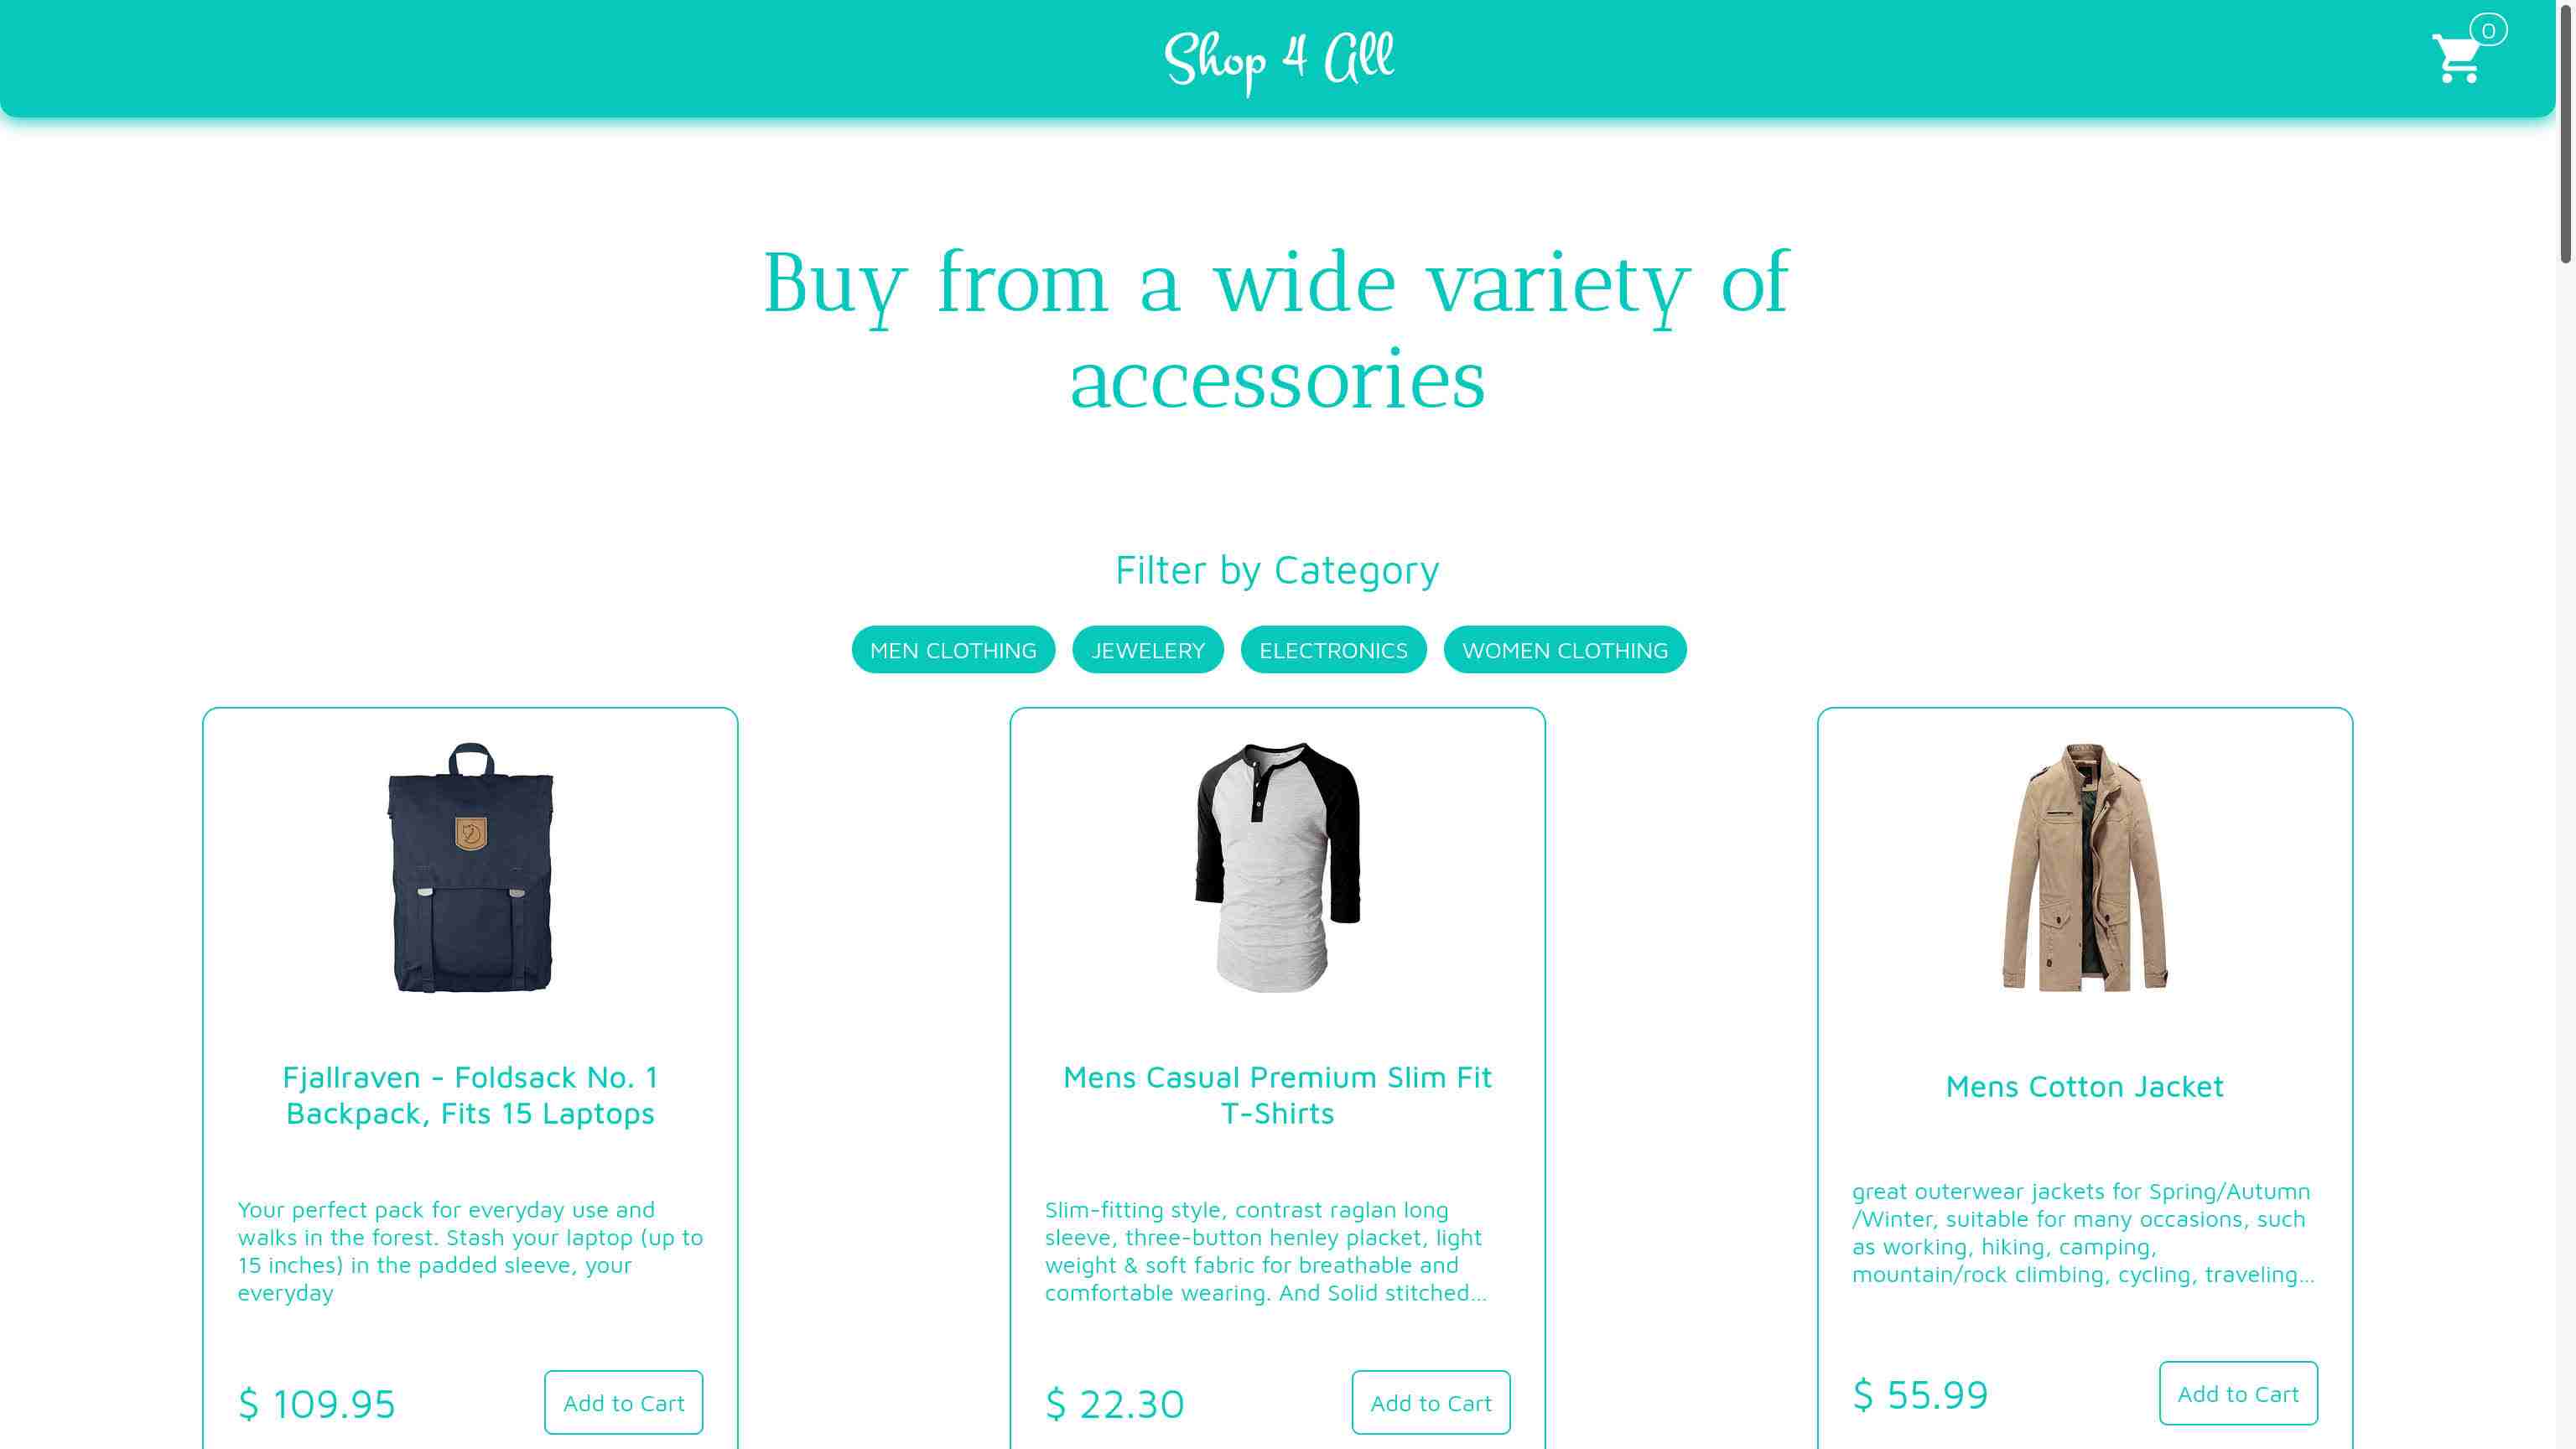 Shop 4 All
0
Buy from a wide variety of
accessories
Filter by Category
MEN CLOTHING
JEWELERY
ELECTRONICS
WOMEN CLOTHING
Fjallraven - Foldsack No. 1
Backpack, Fits 15 Laptops
Your perfect pack for everyday use and
walks in the forest. Stash your laptop (up to
15 inches) in the padded sleeve, your
everyday
$ 109.95
Add to Cart
Mens Casual Premium Slim Fit
T-Shirts
Slim-fitting style, contrast raglan long
sleeve, three-button henley placket, light
weight & soft fabric for breathable and
comfortable wearing. And Solid stitched...
$ 22.30
Add to Cart
Mens Cotton Jacket
great outerwear jackets for Spring/Autumn
/Winter, suitable for many occasions, such
as working, hiking, camping,
mountain/rock climbing, cycling, traveling...
$ 55.99
Add to Cart